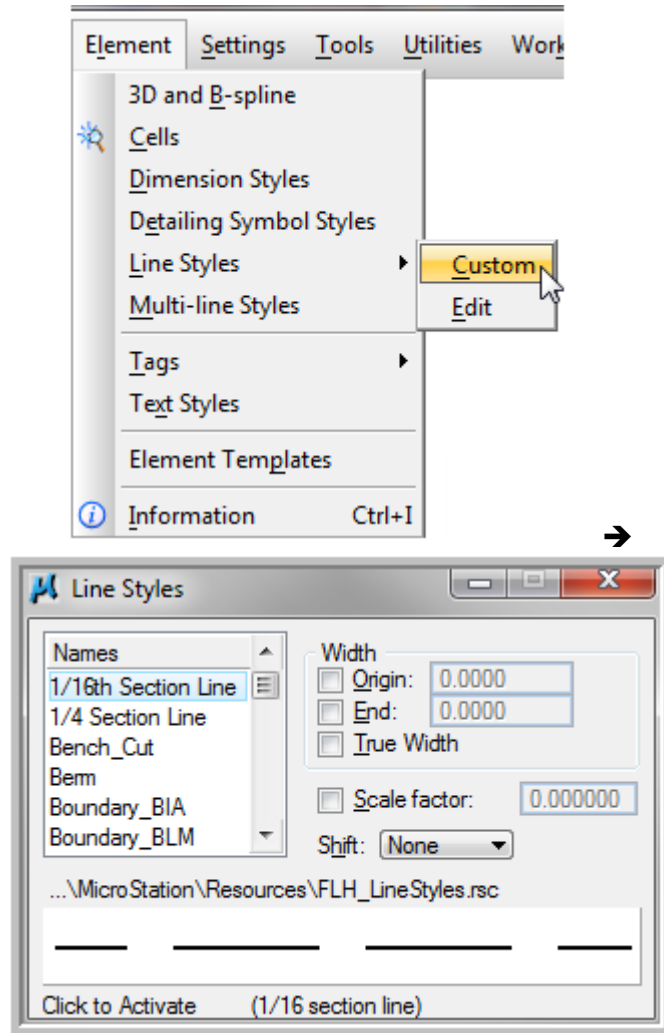 Element Settings Tools Utilities Work
3D and B-spline
Cells
Dimension Styles
Detailing Symbol Styles
Line Styles
Custom
Multi-line Styles
Edit
Tags
Text Styles
Element Templates
Information Ctrl+I
Line Styles
Names
1/16th Section Line
1/4 Section Line
Bench_Cut
Berm
Boundary_BIA
Boundary_BLM
Width
Origin: 0.0000
End: 0.0000
True Width
Scale factor: 0.000000
Shift: None
...\MicroStation\Resources\FLH_LineStyles.rsc
Click to Activate (1/16 section line)